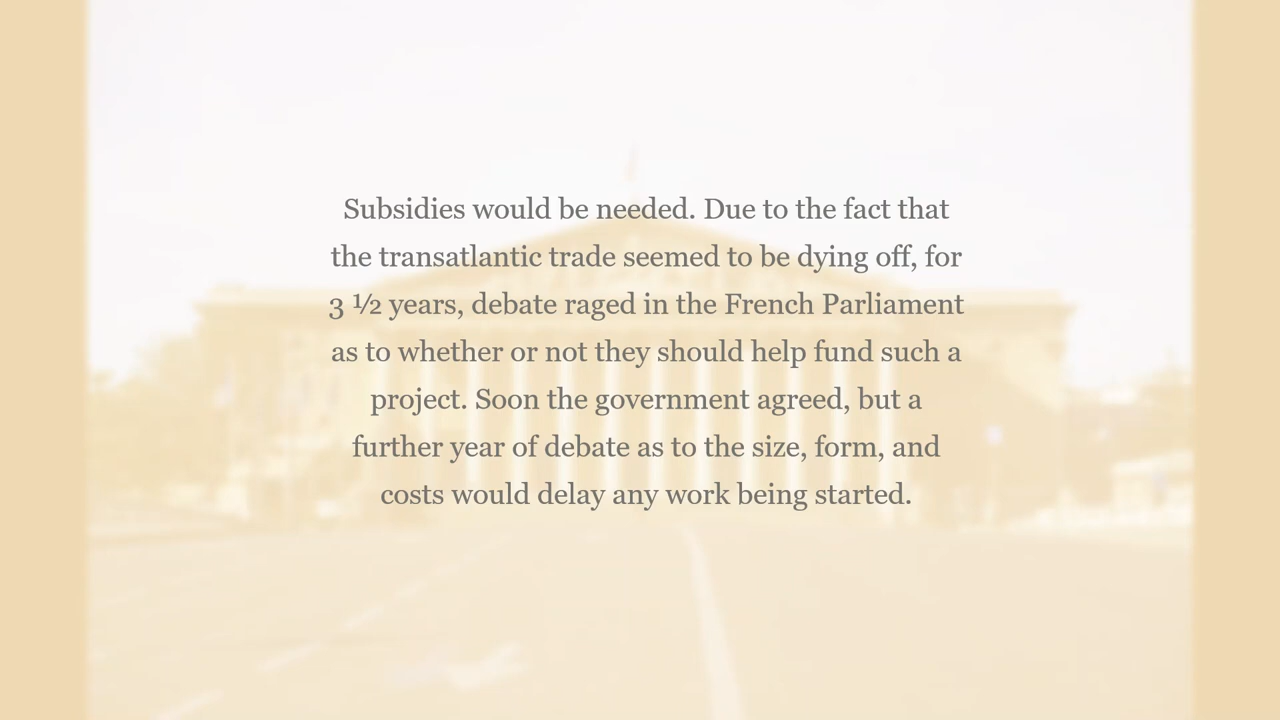 Subsidies would be needed. Due to the fact that
the transatlantic trade seemed to be dying off, for
3 ½ years, debate raged in the French Parliament
as to whether or not they should help fund such a
project. Soon the government agreed, but a
further year of debate as to the size, form, and
costs would delay any work being started.